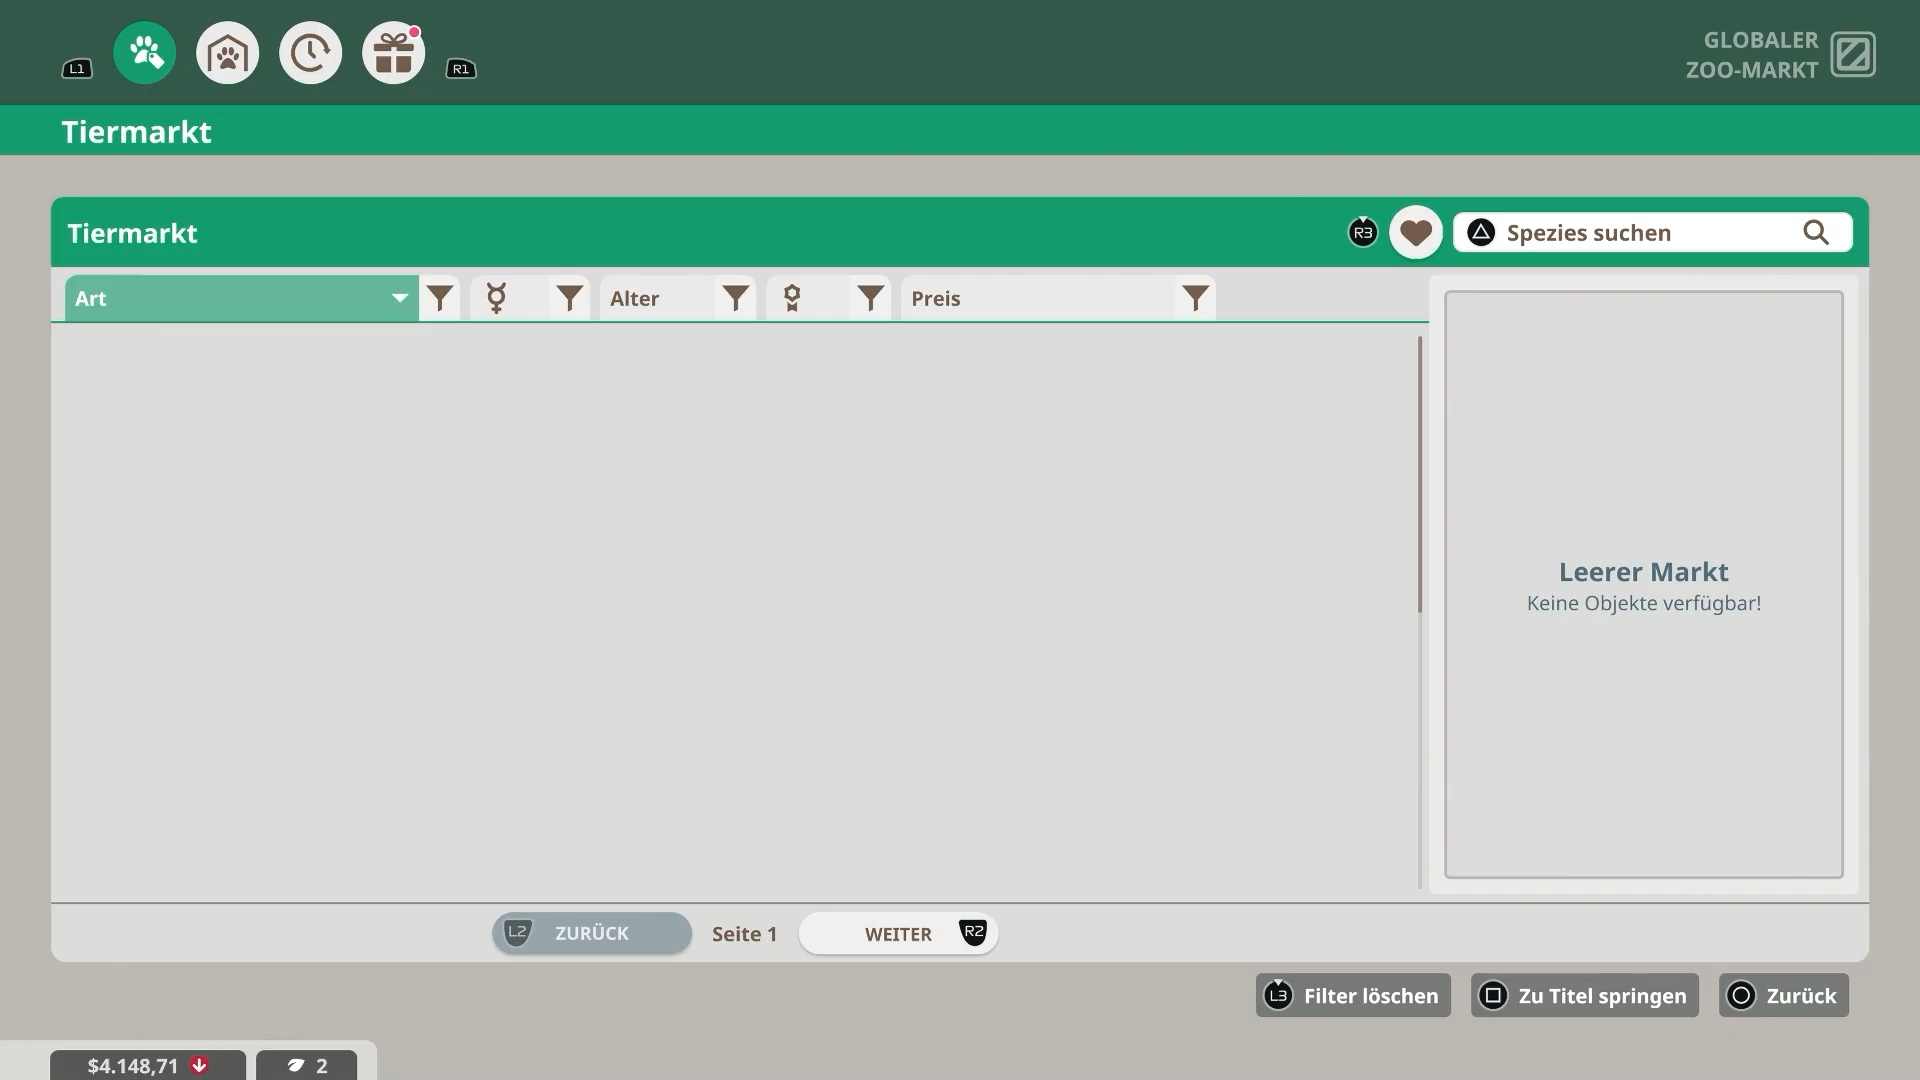 L1
R1
GLOBALER
ZOO-MARKT
Tiermarkt
Tiermarkt
R3
Spezies suchen
Art
Alter
Preis
Leerer Markt
Keine Objekte verfügbar!
L2 ZURÜCK
Seite 1
WEITER R2
L3 Filter löschen
Zu Titel springen
Zurück
$4.148,71
2